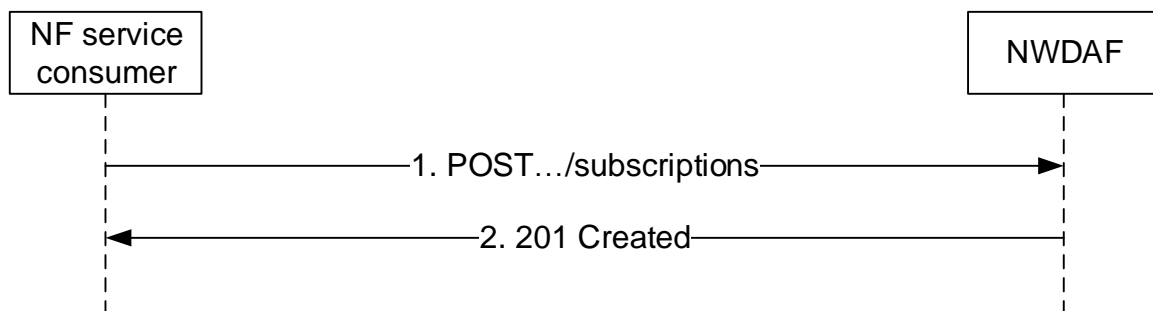 NF service
consumer
NWDAF
1. POST…/subscriptions
2. 201 Created